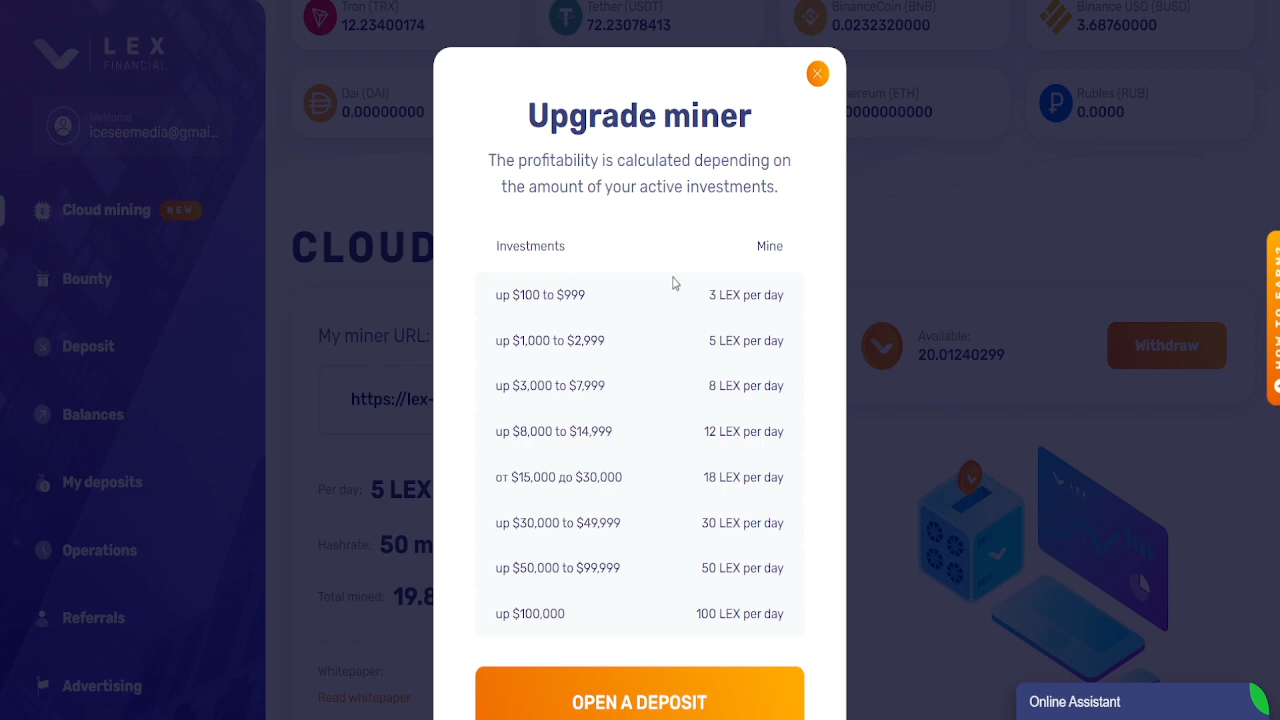 Tron (TRX)
12.23400174
Tether (USDT)
72.23078413
BinanceCoin (BNB)
0.0232320000
Binance USD (BUSD)
3.68760000
LEX
FINANCIAL
Dai (DAI)
0.00000000
Rubles (RUB)
0.0000
Welcome
iceseemedia@gmai...
Upgrade miner
The profitability is calculated depending on
the amount of your active investments.
Cloud mining NEW
CLOUD
Investments Mine
HOW TO EARN?
Bounty
up $100 to $999 3 LEX per day
My miner URL:
Deposit
up $1,000 to $2,999 5 LEX per day
Available:
20.01240299
Withdraw
https://lex-
up $3,000 to $7,999 8 LEX per day
Balances
up $8,000 to $14,999 12 LEX per day
My deposits
от $15,000 до $30,000 18 LEX per day
Per day: 5 LEX
LEX
Operations
up $30,000 to $49,999 30 LEX per day
Hashrate: 50 m
up $50,000 to $99,999 50 LEX per day
Total mined: 19.8
Referrals
up $100,000 100 LEX per day
Whitepaper:
Read whitepaper
Advertising
OPEN A DEPOSIT
Online Assistant